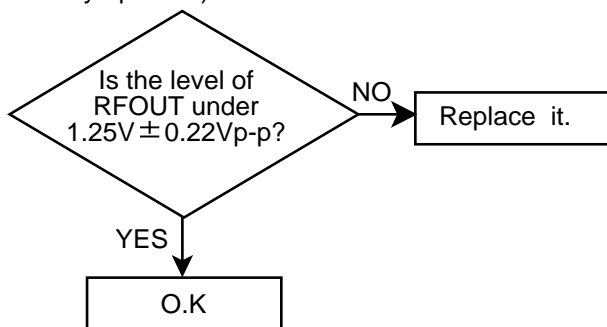 Is the level of
RFOUT under
1.25V±0.22Vp-p?
NO
Replace it.
YES
O.K